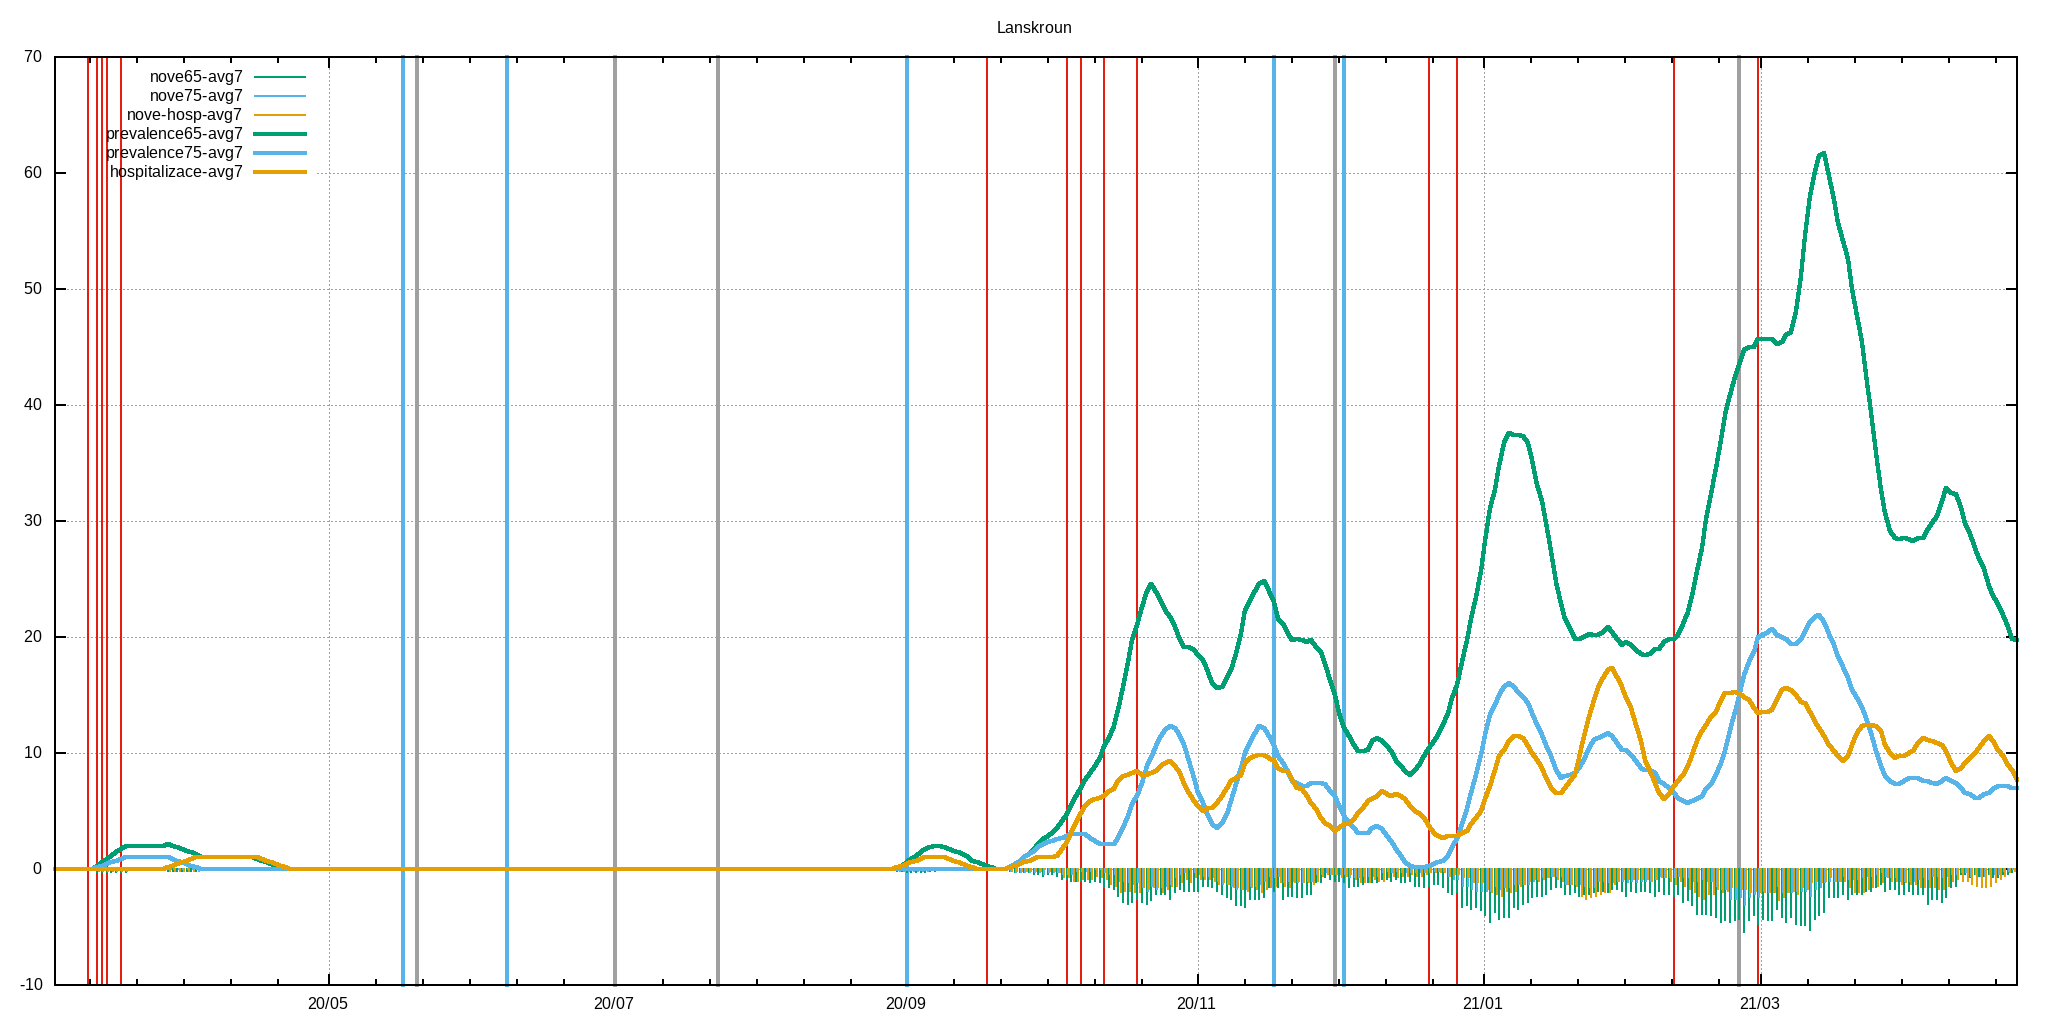 Lanskroun
70
60
50
40
30
20
10
0
-10
nove65-avg7
nove75-avg7
nove-hosp-avg7
prevalence65-avg7
prevalence75-avg7
hospitalizace-avg7
20/05 20/07 20/09 20/11 21/01 21/03